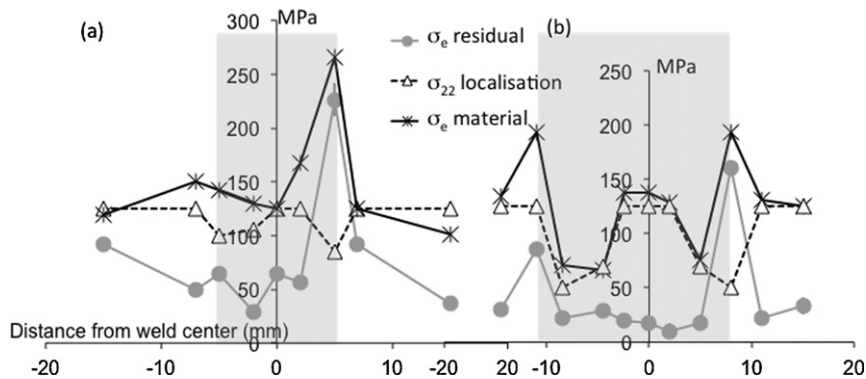 (a)
MPa
300
250
200
150
100
50
0
σe residual
σ22 localisation
σe material
(b)
MPa
250
200
150
100
50
0
Distance from weld center (mm)
-20 -10 0 10 -20 20 -10 0 10 20